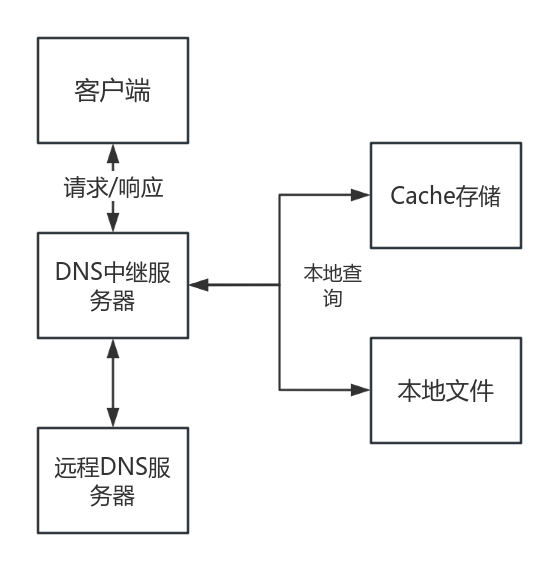 客户端
请求/响应
Cache存储
DNS中继服
务器
本地查
询
本地文件
远程DNS服
务器